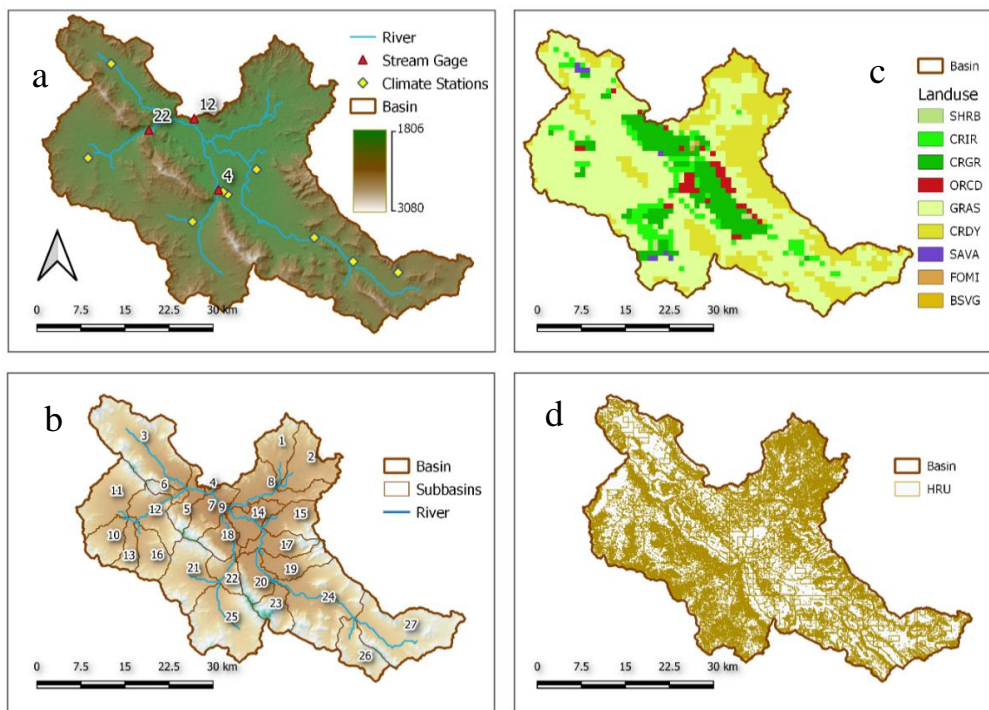 a
River
Stream Gage
Climate Stations
Basin
1806
3080
22
12
4
0 7.5 15 22.5 30 km
c
Basin
Landuse
SHRB
CRIR
CRGR
ORCD
GRAS
CRDY
SAVA
FOMI
BSVG
0 7.5 15 22.5 30 km
b
Basin
Subbasins
River
1
2
3
4
6
8
11
7
9
12
5
14
15
10
18
17
13
16
19
21
22
20
24
23
25
27
26
0 7.5 15 22.5 30 km
d
Basin
HRU
0 7.5 15 22.5 30 km